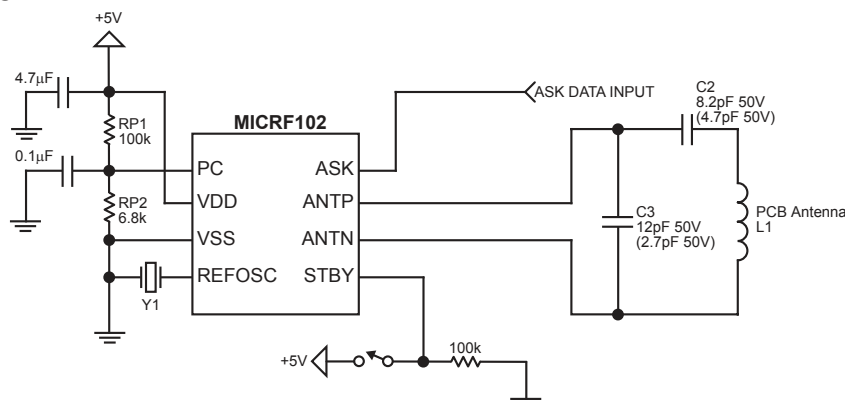 +5V
4.7µF
RP1
100k
0.1µF
RP2
6.8k
Y1
MICRF102
PC
VDD
VSS
REFOSC
ASK
ANTP
ANTN
STBY
ASK DATA INPUT
C2
8.2pF 50V
(4.7pF 50V)
C3
12pF 50V
(2.7pF 50V)
PCB Antenna
L1
+5V
100k